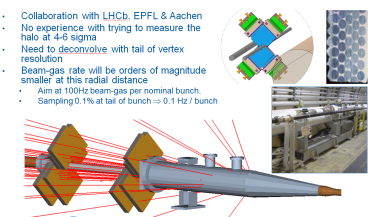 Collaboration with LHCb, EPFL & Aachen
No experience with trying to measure the
halo at 4-6 sigma
Need to deconvolve with tail of vertex
resolution
Beam-gas rate will be orders of magnitude
smaller at this radial distance
Aim at 100Hz beam-gas per nominal bunch.
Sampling 0.1% at tail of bunch ⇒ 0.1 Hz / bunch